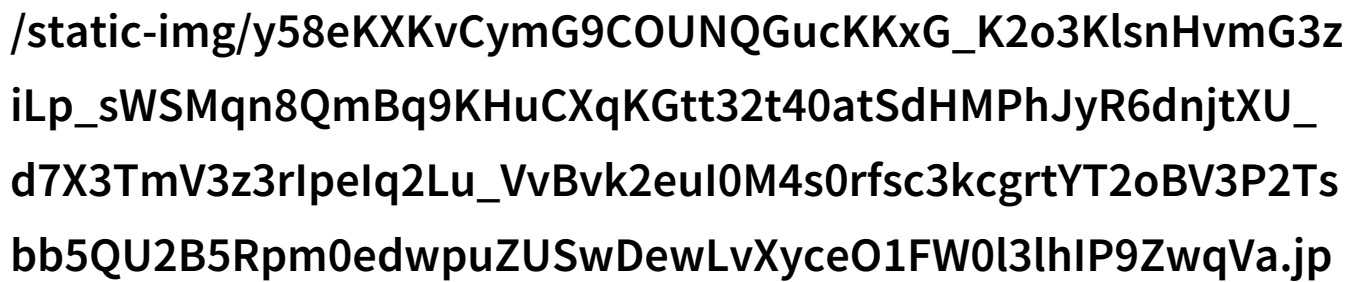 /static-img/y58eKXKvCymG9COUNQGucKKxG_K2o3KlsnHvmG3z
iLp_sWSMqn8QmBq9KHuCXqKGtt32t40atSdHMPhJyR6dnjtXU_
d7X3TmV3z3rIpeIq2Lu_VvBvk2euI0M4s0rfsc3kcgrtYT2oBV3P2Ts
bb5QU2B5Rpm0edwpuZUSwDewLvXyceO1FW0l3lhIP9ZwqVa.jp